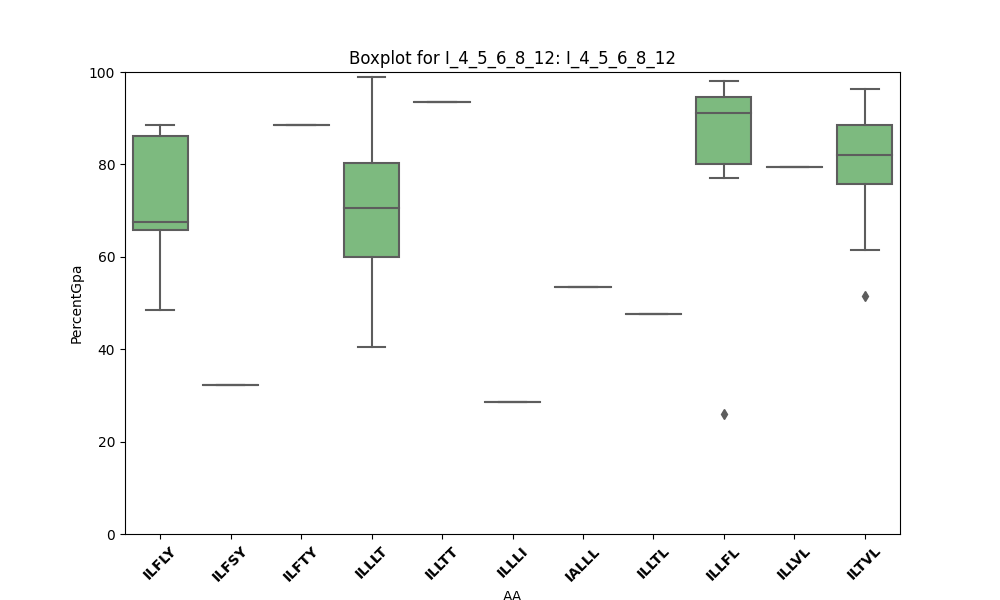 Boxplot for I_4_5_6_8_12: I_4_5_6_8_12
PercentGpa
100
80
60
40
20
0
ILFLY
ILFSY
ILFTY
ILLLT
ILLTT
ILLLI
IALLL
ILLTL
ILLFL
ILLVL
ILTVL
AA